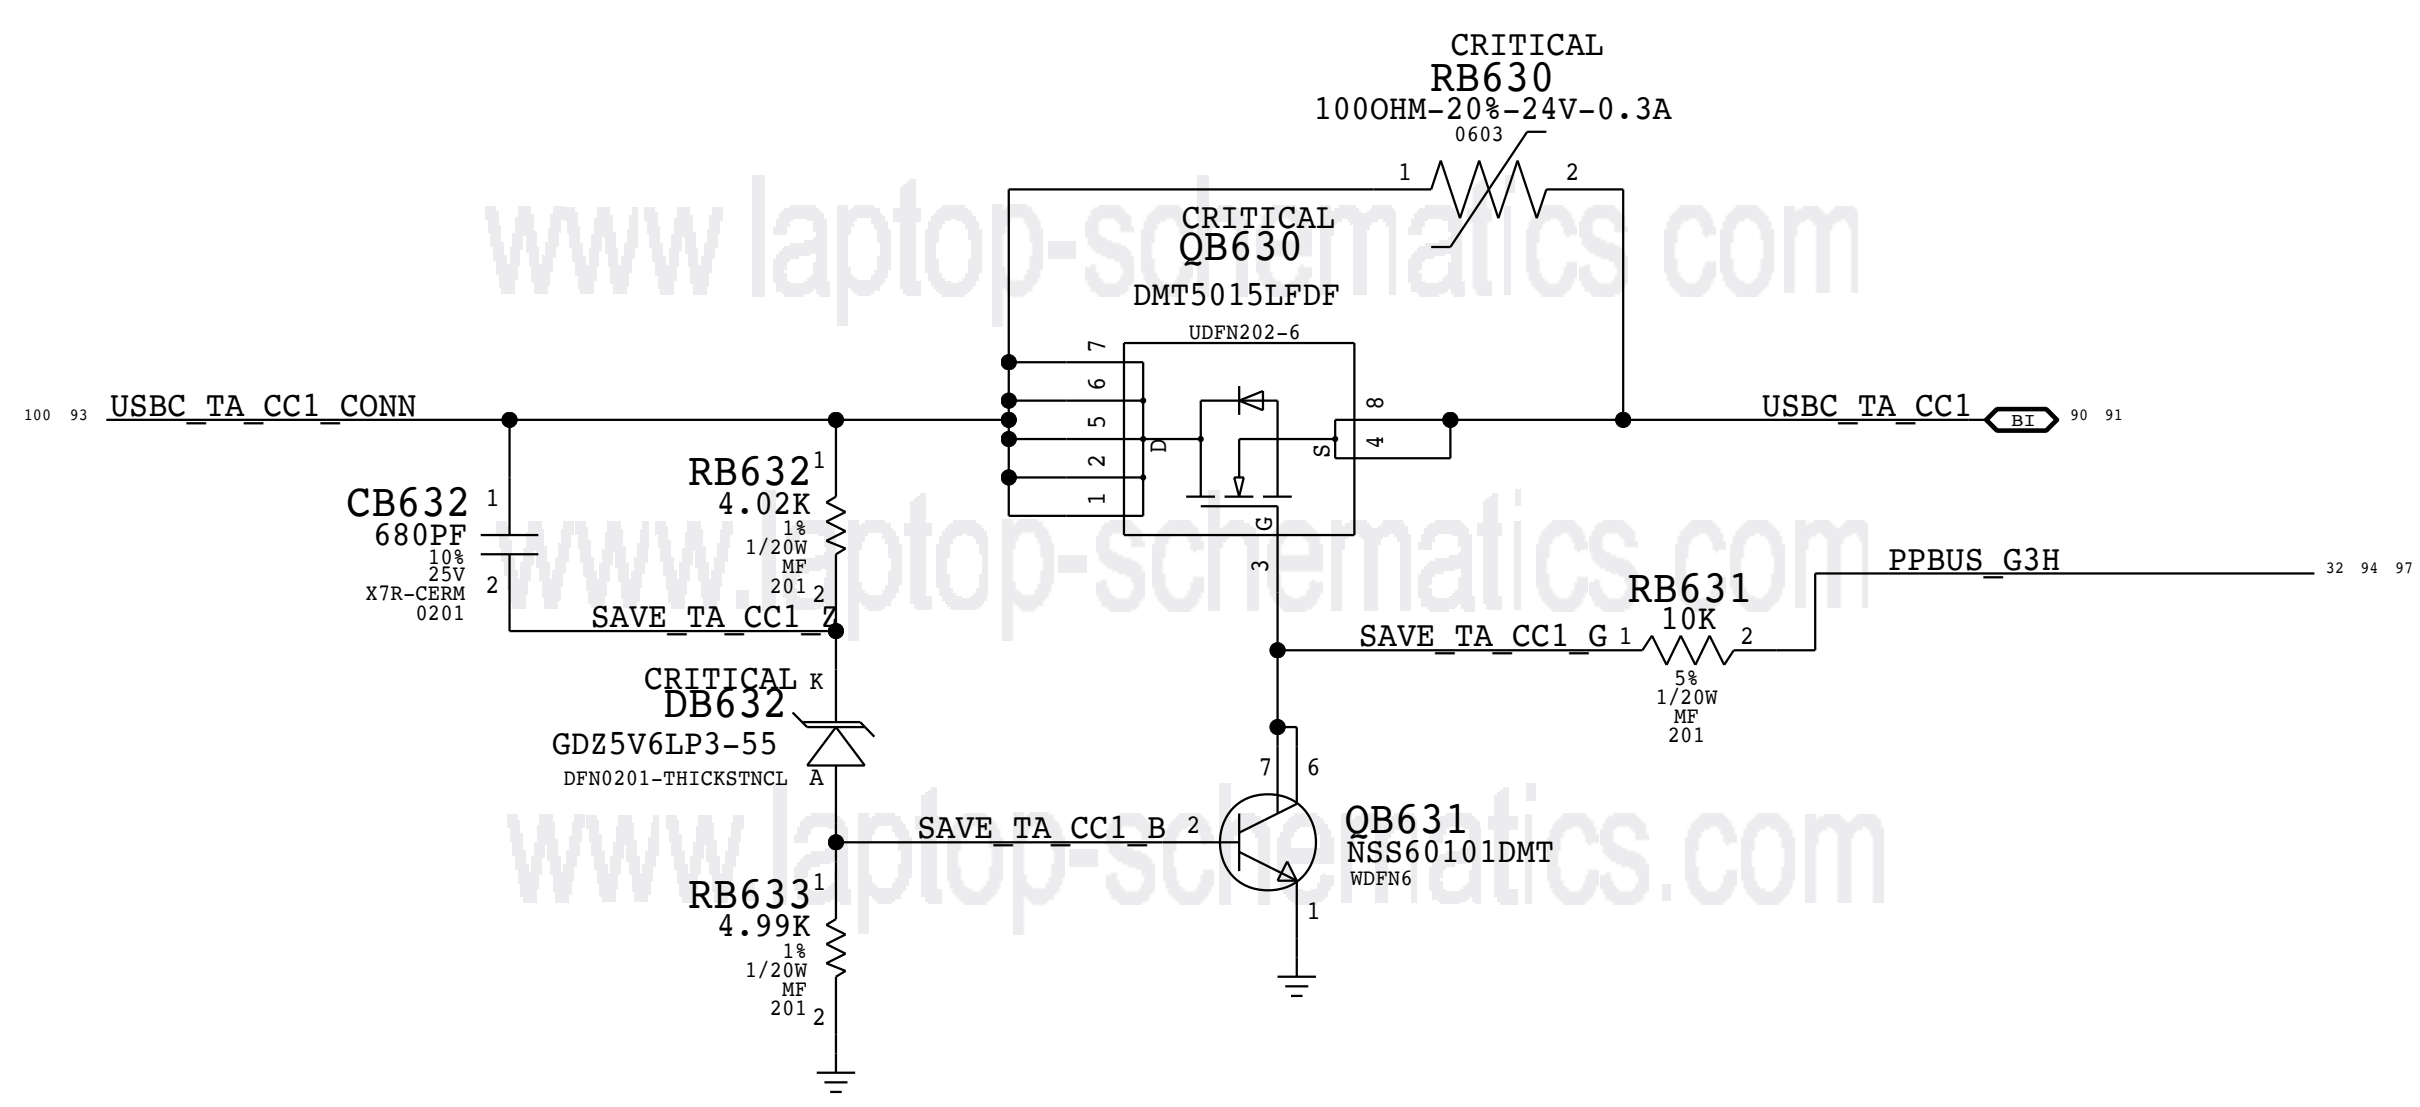 CRITICAL
RB630
100OHM-20%-24V-0.3A
0603
1
2
CRITICAL
QB630
DMT5015LFDF
UDFN202-6
www laptop-schematics com
7
6
5
2
1
D
S
8
4
G
3
100 93 USBC_TA_CC1_CONN
USBC_TA_CC1 BI 90 91
CB632
680PF
10%
25V
X7R-CERM
0201
1
2
RB632
4.02K
1%
1/20W
MF
201
1
2
www.laptop-schematics.com
SAVE_TA_CC1_Z
PPBUS_G3H 32 94 97
RB631
10K
SAVE_TA_CC1_G 1 2
5%
1/20W
MF
201
CRITICAL K
DB632
GDZ5V6LP3-55
DFN0201-THICKSTNCL A
7 6
SAVE_TA_CC1_B 2
QB631
NSS60101DMT
WDFN6
1
www.laptop-schematics.com
RB633
4.99K
1%
1/20W
MF
201
1
2